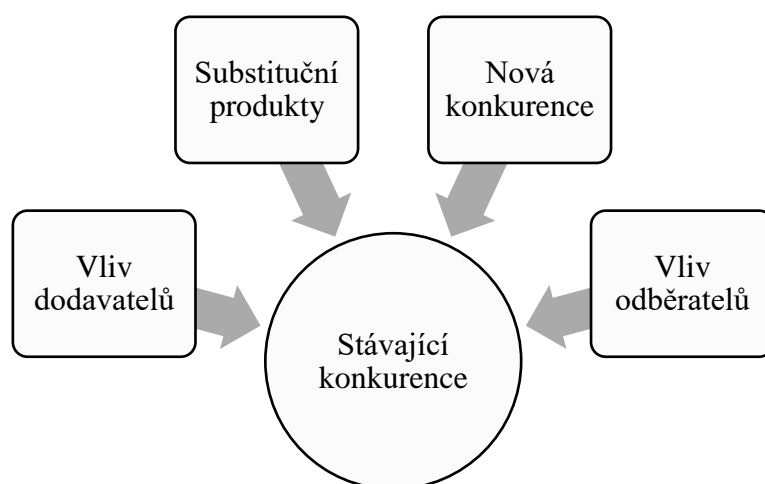 Substituční
produkty
Nová
konkurence
Vliv
dodavatelů
Vliv
odběratelů
Stávající
konkurence